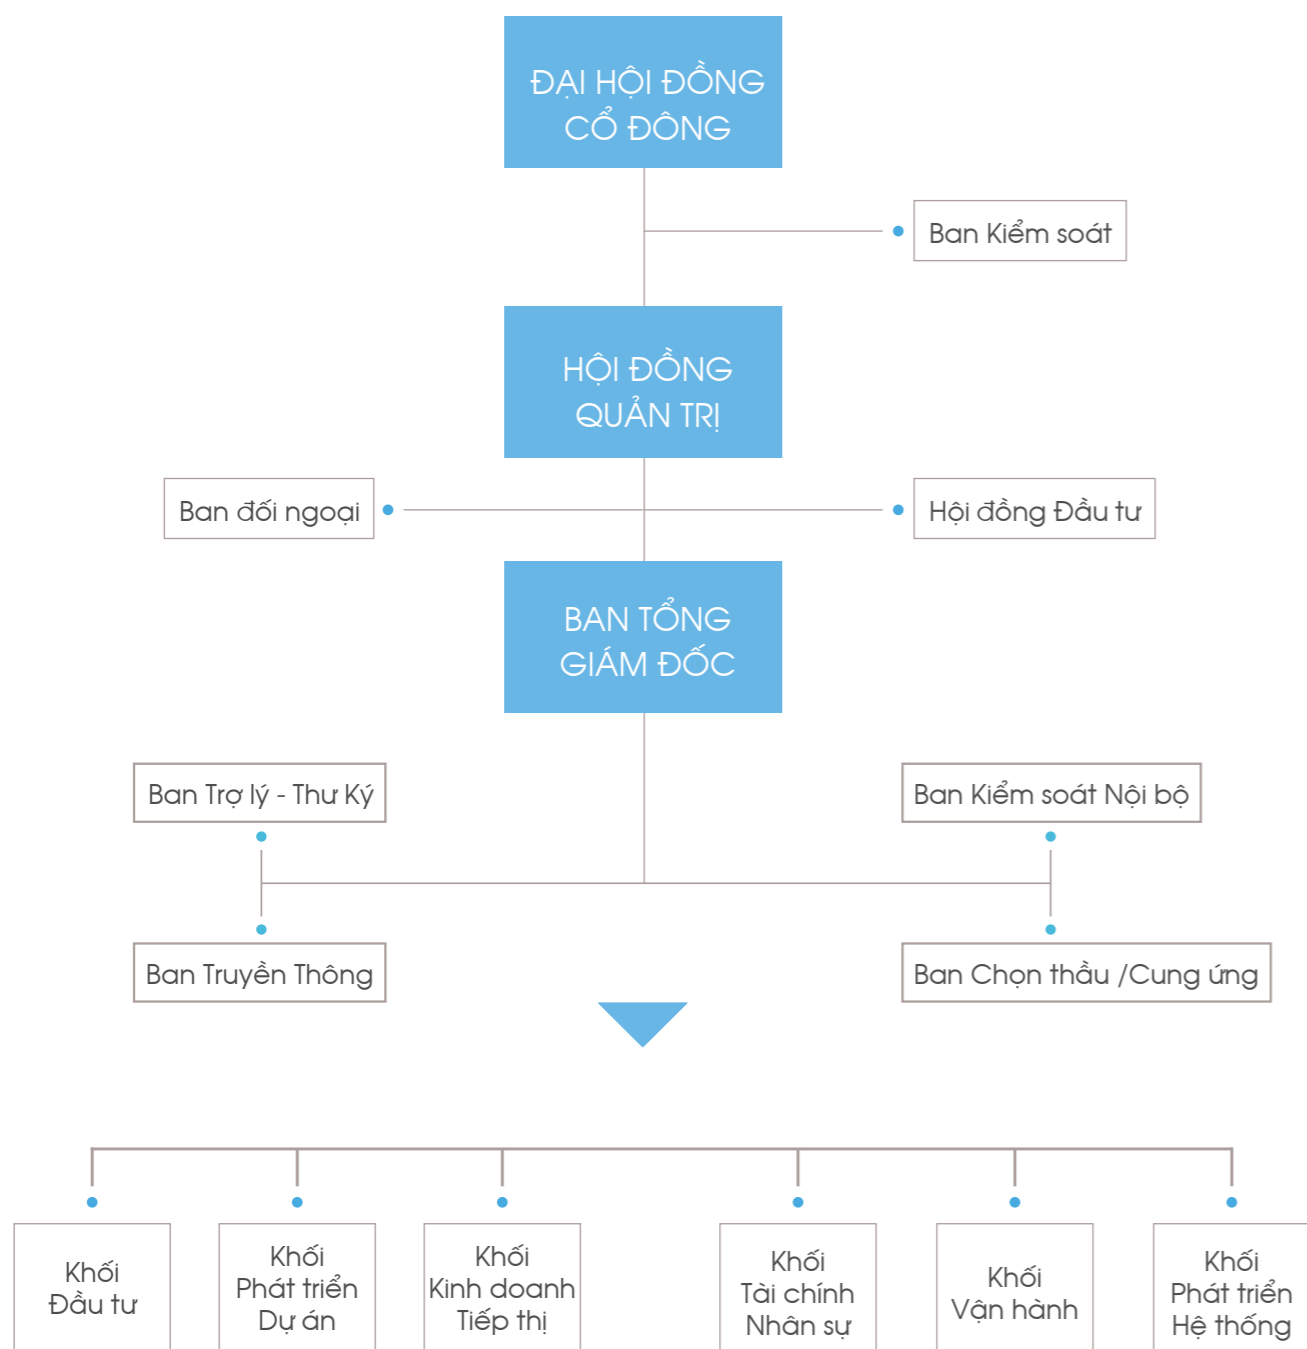 ĐẠI HỘI ĐỒNG
CỔ ĐÔNG
Ban Kiểm soát
HỘI ĐỒNG
QUẢN TRỊ
Ban đối ngoại
Hội đồng Đầu tư
BAN TỔNG
GIÁM ĐỐC
Ban Trợ lý - Thư Ký
Ban Kiểm soát Nội bộ
Ban Truyền Thông
Ban Chọn thầu /Cung ứng
Khối
Đầu tư
Khối
Phát triển
Dự án
Khối
Kinh doanh
Tiếp thị
Khối
Tài chính
Nhân sự
Khối
Vận hành
Khối
Phát triển
Hệ thống